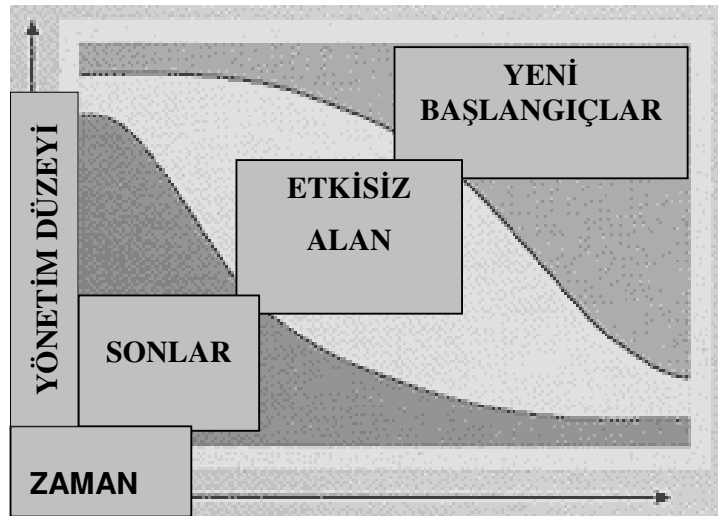 YENİ
BAŞLANGIÇLAR
ETKİSİZ
ALAN
SONLAR
YÖNETİM DÜZEYİ
ZAMAN